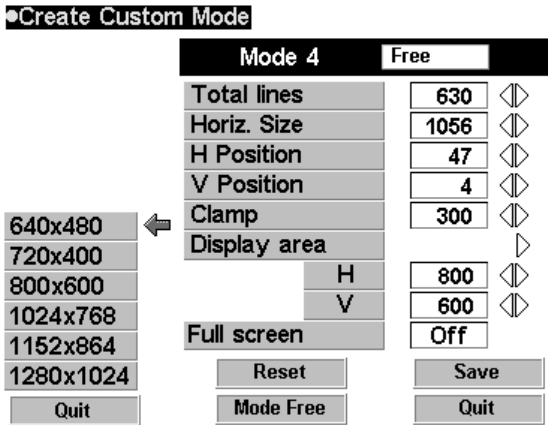 ●Create Custom Mode
Mode 4 Free
Total lines 630
Horiz. Size 1056
H Position 47
V Position 4
640x480 Clamp 300
720x400 Display area
800x600 H 800
1024x768 V 600
1152x864 Full screen Off
1280x1024 Reset Save
Quit Mode Free Quit